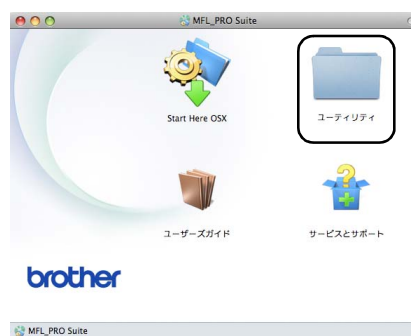 MFL_PRO Suite
Start Here OSX
ユーティリティ
ユーザーズガイド
サービスとサポート
brother
MFL_PRO Suite